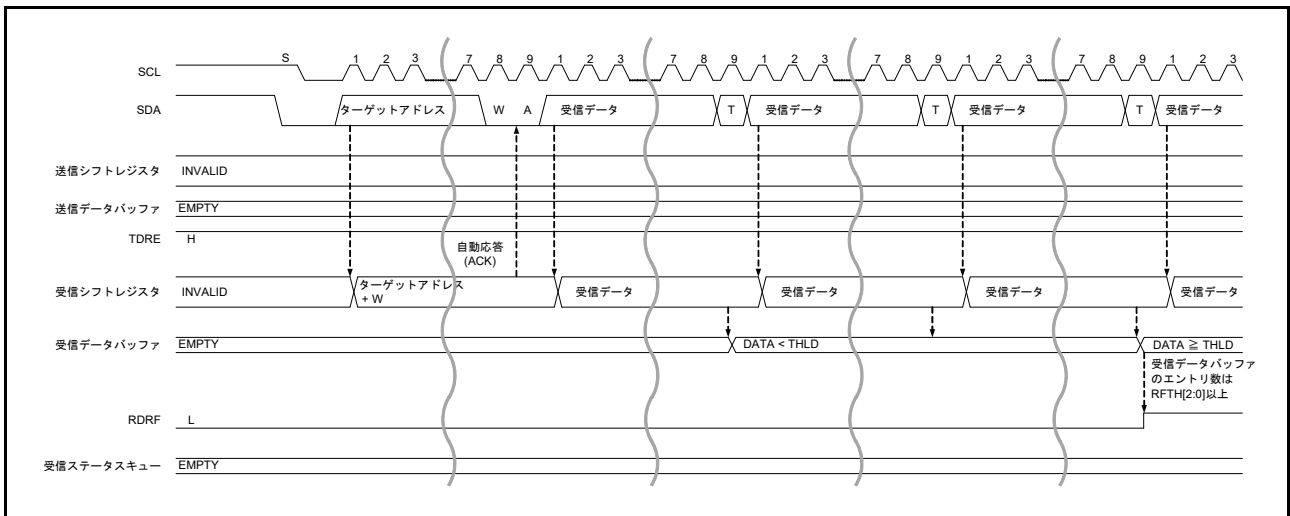 S 1 2 3 7 8 9 1 2 3 7 8 9 1 2 3 7 8 9 1 2 3 7 8 9 1 2 3
SCL
SDA ターゲットアドレス W A 受信データ T 受信データ T 受信データ T 受信データ
送信シフトレジスタ INVALID
送信データバッファ EMPTY
TDRE H
自動応答
(ACK)
受信シフトレジスタ INVALID ターゲットアドレス 受信データ 受信データ 受信データ 受信データ
+ W
受信データバッファ EMPTY DATA < THLD DATA ≧ THLD
受信データバッファ
のエントリ数は
RFTH[2:0]以上
RDRF L
受信ステータスキュー EMPTY